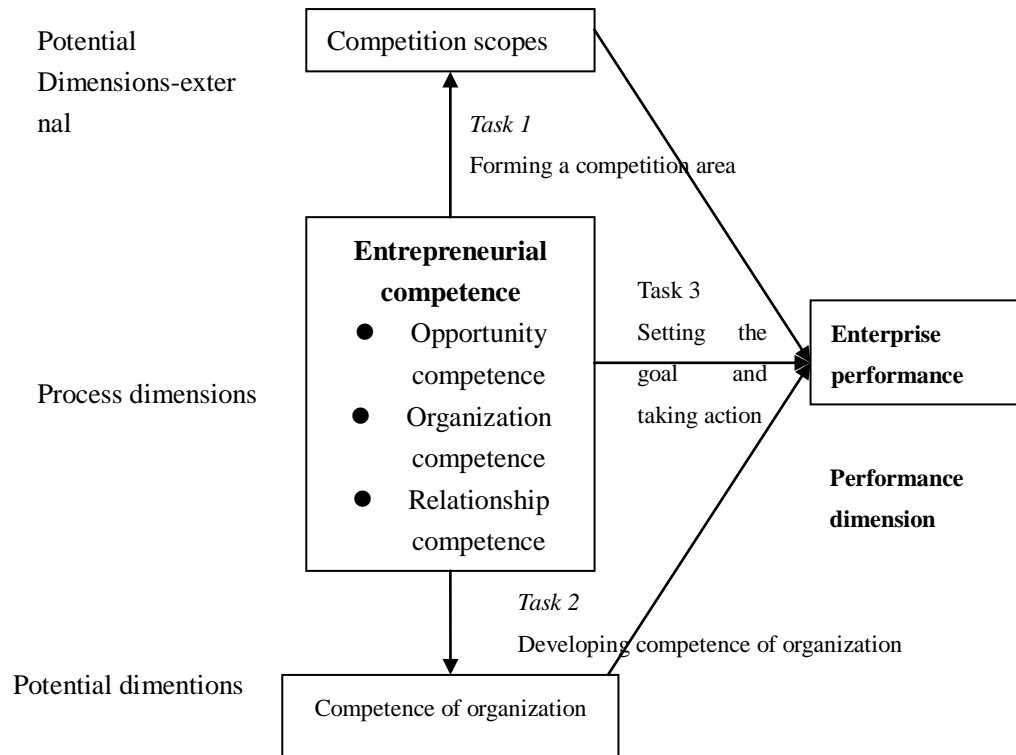 Potential
Dimensions-exter
nal
Competition scopes
Task 1
Forming a competition area
Entrepreneurial
competence
● Opportunity
competence
● Organization
competence
● Relationship
competence
Process dimensions
Task 3
Setting the
goal and
taking action
Enterprise
performance
Performance
dimension
Task 2
Developing competence of organization
Potential dimentions
Competence of organization